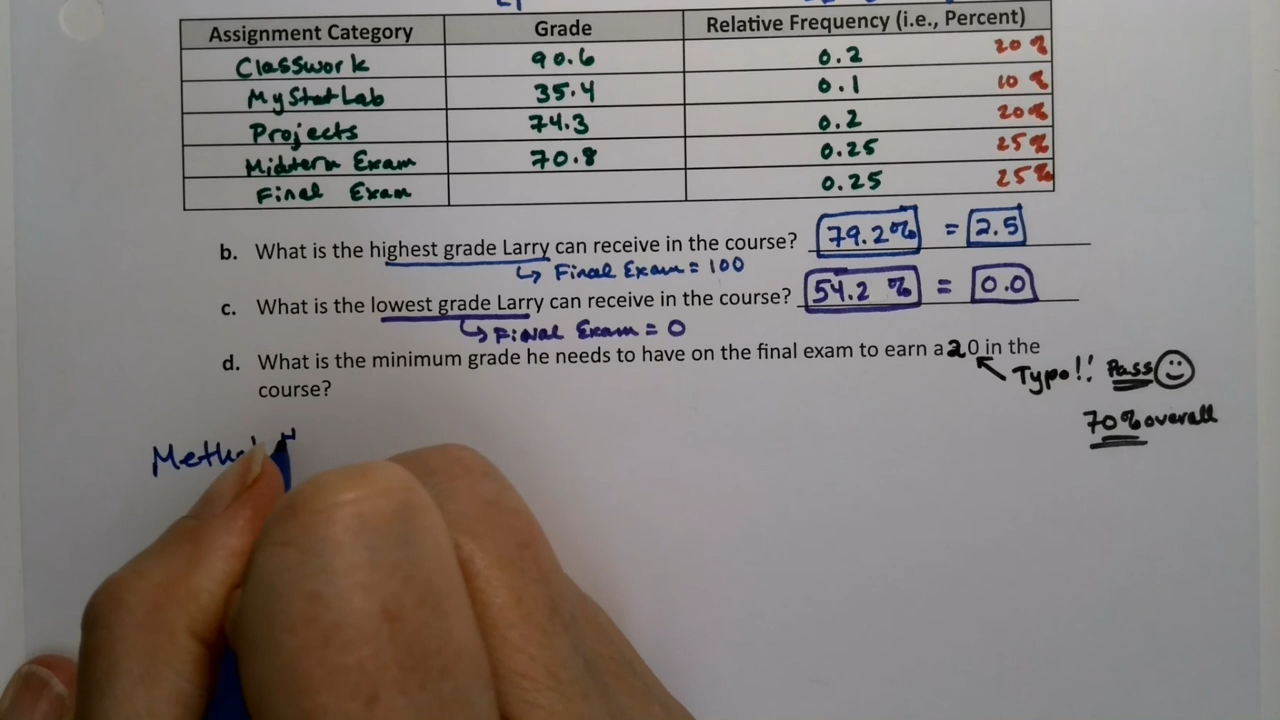 Assignment Category Grade Relative Frequency (i.e., Percent)
Classwork 90.6 0.2 20%
MyStatLab 35.4 0.1 10%
Projects 74.3 0.2 20%
Midterm Exam 70.8 0.25 25%
Final Exam 0.25 25%
b. What is the highest grade Larry can receive in the course? 79.2% = 2.5
↳ Final Exam = 100
c. What is the lowest grade Larry can receive in the course? 54.2 % = 0.0
↳ Final Exam = 0
d. What is the minimum grade he needs to have on the final exam to earn a 2.0 in the
course?
Typo!! Pass
70% overall